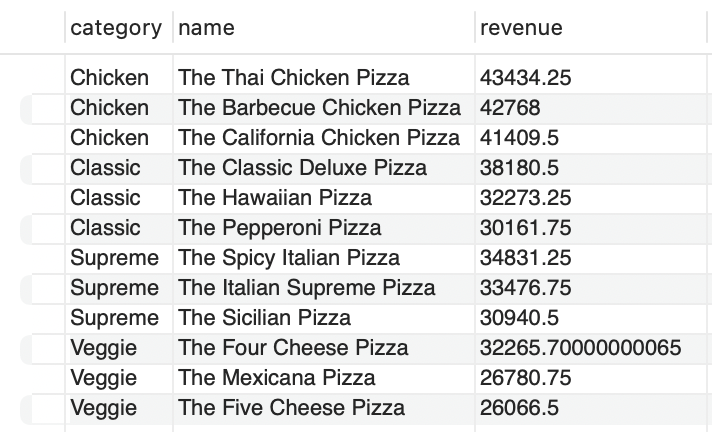 category name revenue
Chicken The Thai Chicken Pizza 43434.25
Chicken The Barbecue Chicken Pizza 42768
Chicken The California Chicken Pizza 41409.5
Classic The Classic Deluxe Pizza 38180.5
Classic The Hawaiian Pizza 32273.25
Classic The Pepperoni Pizza 30161.75
Supreme The Spicy Italian Pizza 34831.25
Supreme The Italian Supreme Pizza 33476.75
Supreme The Sicilian Pizza 30940.5
Veggie The Four Cheese Pizza 32265.70000000065
Veggie The Mexicana Pizza 26780.75
Veggie The Five Cheese Pizza 26066.5